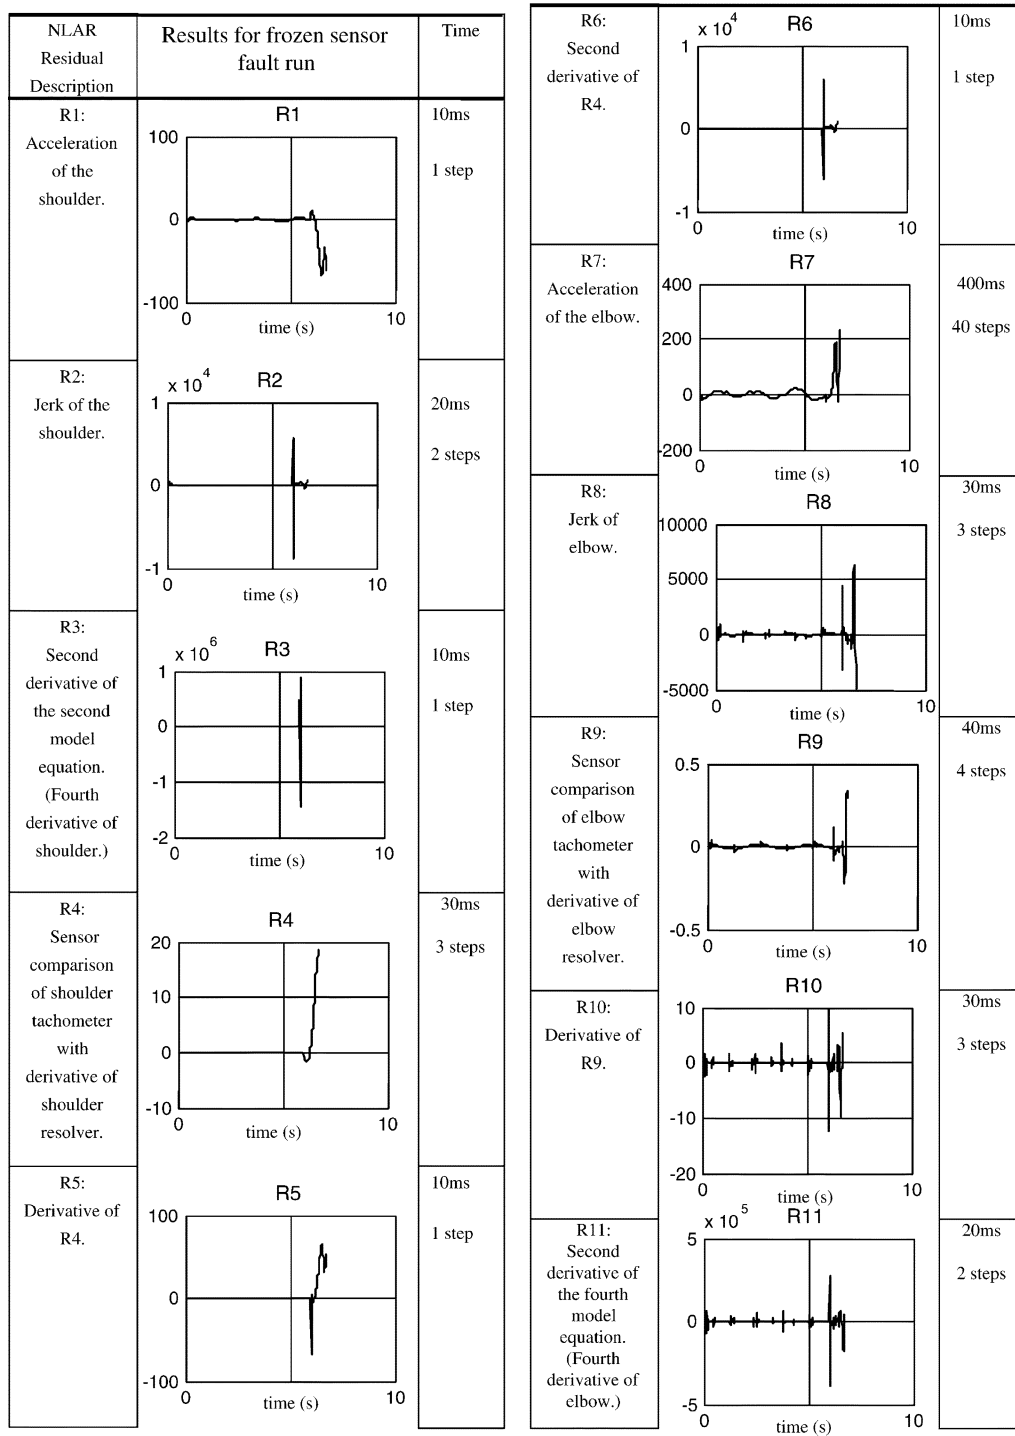 NLAR
Residual
Description
Results for frozen sensor
fault run
Time
R1:
Acceleration
of the
shoulder.
R1
100
0
-100
0
10
time (s)
10ms
1 step
R2:
Jerk of the
shoulder.
x 10^4
R2
1
0
-1
0
10
time (s)
20ms
2 steps
R3:
Second
derivative of
the second
model
equation.
(Fourth
derivative of
shoulder.)
x 10^6
R3
1
0
-1
-2
0
10
time (s)
10ms
1 step
R4:
Sensor
comparison
of shoulder
tachometer
with
derivative of
shoulder
resolver.
R4
20
10
0
-10
0
10
time (s)
30ms
3 steps
R5:
Derivative of
R4.
R5
100
0
-100
0
10
time (s)
10ms
1 step
R6:
Second
derivative of
R4.
x 10^4
R6
1
0
-1
0
10
time (s)
10ms
1 step
R7:
Acceleration
of the elbow.
R7
400
200
0
-200
0
10
time (s)
400ms
40 steps
R8:
Jerk of
elbow.
R8
10000
5000
0
-5000
0
10
time (s)
30ms
3 steps
R9:
Sensor
comparison
of elbow
tachometer
with
derivative of
elbow
resolver.
R9
0.5
0
-0.5
0
10
time (s)
40ms
4 steps
R10:
Derivative of
R9.
R10
10
0
-10
-20
0
10
time (s)
30ms
3 steps
R11:
Second
derivative of
the fourth
model
equation.
(Fourth
derivative of
elbow.)
x 10^5
R11
5
0
-5
0
10
time (s)
20ms
2 steps